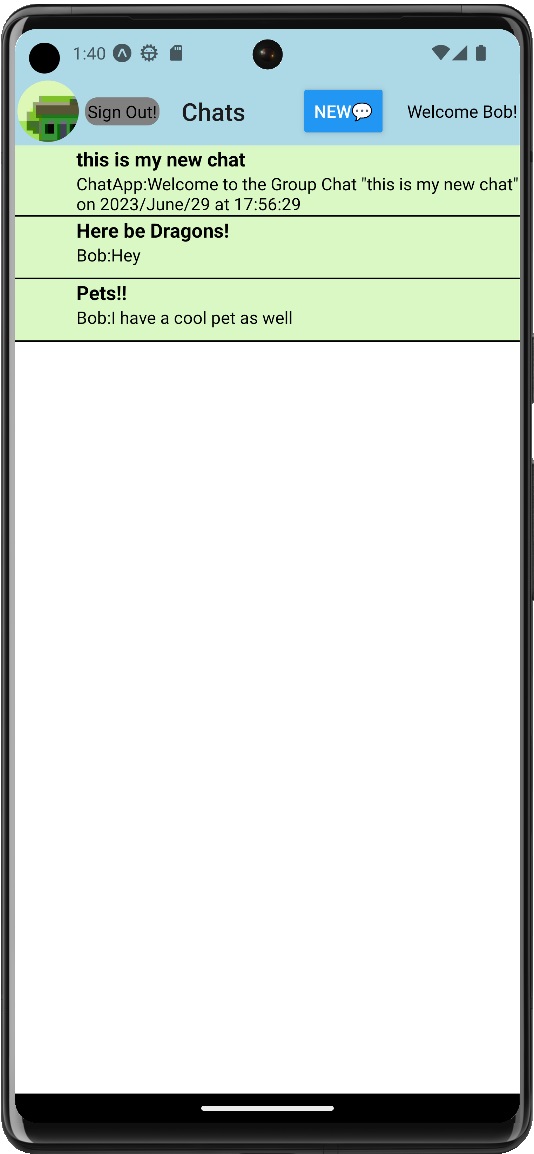 1:40
Sign Out!
Chats
NEW💬
Welcome Bob!
this is my new chat
ChatApp:Welcome to the Group Chat "this is my new chat"
on 2023/June/29 at 17:56:29
Here be Dragons!
Bob:Hey
Pets!!
Bob:I have a cool pet as well